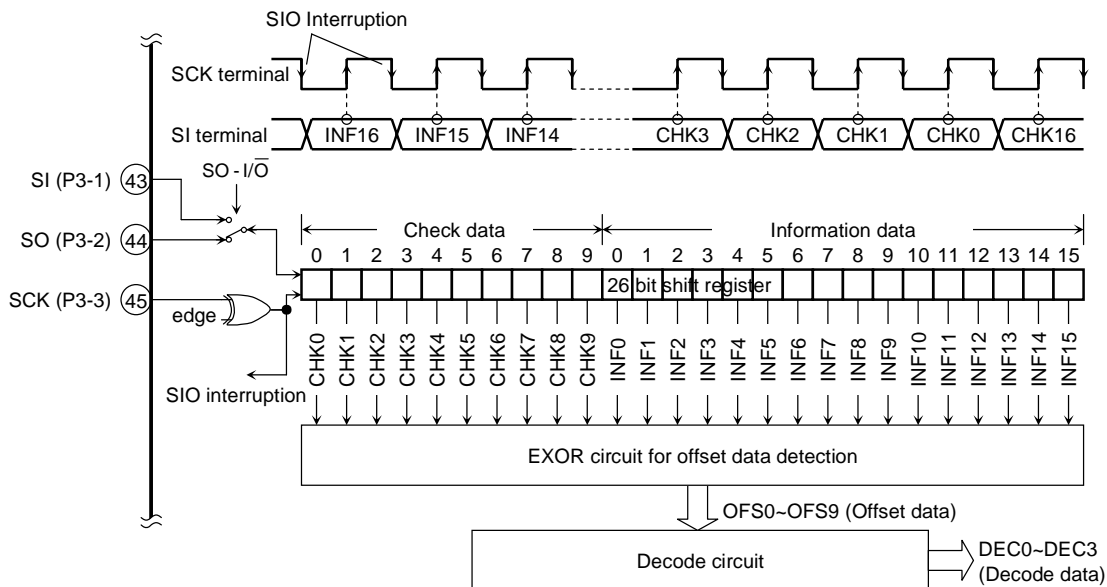 SIO Interruption
SCK terminal
SI terminal
INF16 INF15 INF14 CHK3 CHK2 CHK1 CHK0 CHK16
SO - I/O̅
SI (P3-1) 43
SO (P3-2) 44
SCK (P3-3) 45
Check data Information data
0 1 2 3 4 5 6 7 8 9 0 1 2 3 4 5 6 7 8 9 10 11 12 13 14 15
26 bit shift register
edge
SIO interruption
CHK0 CHK1 CHK2 CHK3 CHK4 CHK5 CHK6 CHK7 CHK8 CHK9 INF0 INF1 INF2 INF3 INF4 INF5 INF6 INF7 INF8 INF9 INF10 INF11 INF12 INF13 INF14 INF15
EXOR circuit for offset data detection
OFS0~OFS9 (Offset data)
Decode circuit
DEC0~DEC3
(Decode data)